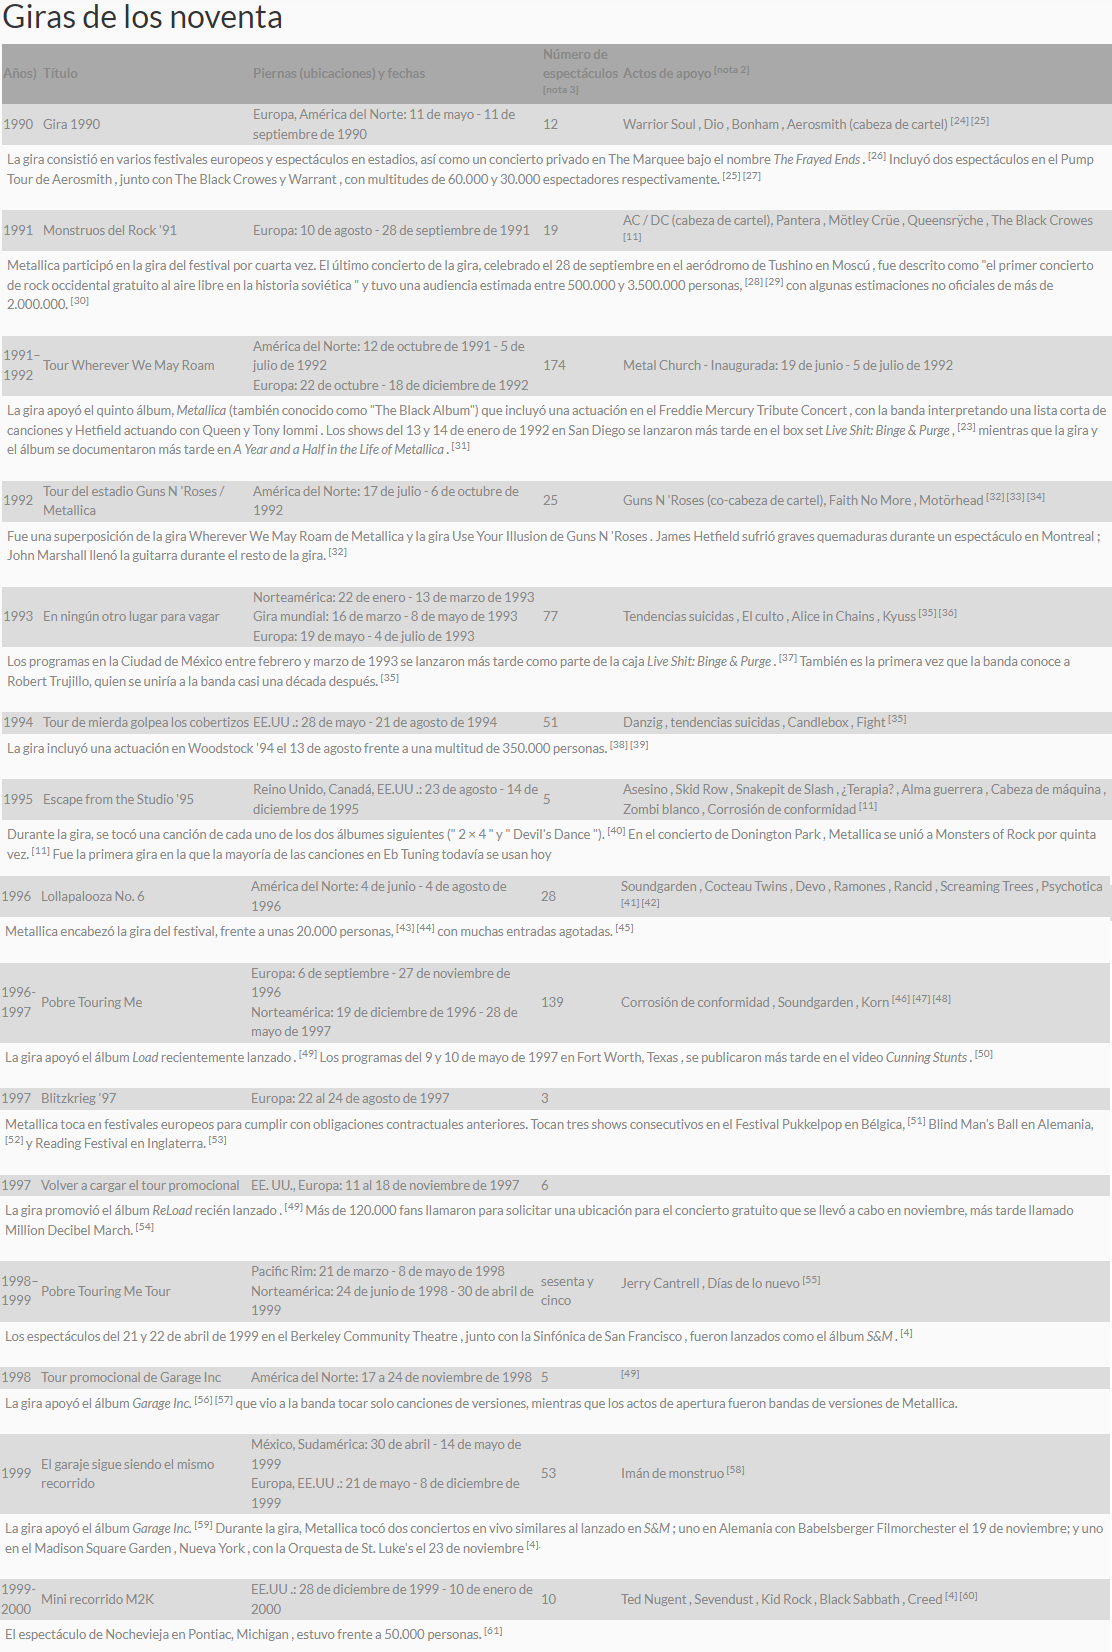 Giras de los noventa
Años) Título Piernas (ubicaciones) y fechas Número de espectáculos [nota 3] Actos de apoyo [nota 2]
1990 Gira 1990 Europa, América del Norte: 11 de mayo - 11 de septiembre de 1990 12 Warrior Soul , Dio , Bonham , Aerosmith (cabeza de cartel) [24] [25]
La gira consistió en varios festivales europeos y espectáculos en estadios, así como un concierto privado en The Marquee bajo el nombre The Frayed Ends . [26] Incluyó dos espectáculos en el Pump
Tour de Aerosmith , junto con The Black Crowes y Warrant , con multitudes de 60.000 y 30.000 espectadores respectivamente. [25] [27]
1991 Monstruos del Rock '91 Europa: 10 de agosto - 28 de septiembre de 1991 19 AC / DC (cabeza de cartel), Pantera , Mötley Crüe , Queensrÿche , The Black Crowes [11]
Metallica participó en la gira del festival por cuarta vez. El último concierto de la gira, celebrado el 28 de septiembre en el aeródromo de Tushino en Moscú , fue descrito como "el primer concierto
de rock occidental gratuito al aire libre en la historia soviética " y tuvo una audiencia estimada entre 500.000 y 3.500.000 personas, [28] [29] con algunas estimaciones no oficiales de más de
2.000.000. [30]
1991–1992 Tour Wherever We May Roam América del Norte: 12 de octubre de 1991 - 5 de julio de 1992
Europa: 22 de octubre - 18 de diciembre de 1992 174 Metal Church - Inaugurada: 19 de junio - 5 de julio de 1992
La gira apoyó el quinto álbum, Metallica (también conocido como "The Black Album") que incluyó una actuación en el Freddie Mercury Tribute Concert , con la banda interpretando una lista corta de
canciones y Hetfield actuando con Queen y Tony Iommi . Los shows del 13 y 14 de enero de 1992 en San Diego se lanzaron más tarde en el box set Live Shit: Binge & Purge , [23] mientras que la gira y
el álbum se documentaron más tarde en A Year and a Half in the Life of Metallica . [31]
1992 Tour del estadio Guns N 'Roses / Metallica América del Norte: 17 de julio - 6 de octubre de 1992 25 Guns N 'Roses (co-cabeza de cartel), Faith No More , Motörhead [32] [33] [34]
Fue una superposición de la gira Wherever We May Roam de Metallica y la gira Use Your Illusion de Guns N 'Roses . James Hetfield sufrió graves quemaduras durante un espectáculo en Montreal ;
John Marshall llenó la guitarra durante el resto de la gira. [32]
1993 En ningún otro lugar para vagar Norteamérica: 22 de enero - 13 de marzo de 1993
Gira mundial: 16 de marzo - 8 de mayo de 1993
Europa: 19 de mayo - 4 de julio de 1993 77 Tendencias suicidas , El culto , Alice in Chains , Kyuss [35] [36]
Los programas en la Ciudad de México entre febrero y marzo de 1993 se lanzaron más tarde como parte de la caja Live Shit: Binge & Purge . [37] También es la primera vez que la banda conoce a
Robert Trujillo, quien se uniría a la banda casi una década después. [35]
1994 Tour de mierda golpea los cobertizos EE.UU .: 28 de mayo - 21 de agosto de 1994 51 Danzig , tendencias suicidas , Candlebox , Fight [35]
La gira incluyó una actuación en Woodstock '94 el 13 de agosto frente a una multitud de 350.000 personas. [38] [39]
1995 Escape from the Studio '95 Reino Unido, Canadá, EE.UU .: 23 de agosto - 14 de diciembre de 1995 5 Asesino , Skid Row , Snakepit de Slash , ¿Terapia? , Alma guerrera , Cabeza de máquina , Zombi blanco , Corrosión de conformidad [11]
Durante la gira, se tocó una canción de cada uno de los dos álbumes siguientes (" 2 × 4 " y " Devil's Dance "). [40] En el concierto de Donington Park , Metallica se unió a Monsters of Rock por quinta
vez. [11] Fue la primera gira en la que la mayoría de las canciones en Eb Tuning todavía se usan hoy
1996 Lollapalooza No. 6 América del Norte: 4 de junio - 4 de agosto de 1996 28 Soundgarden , Cocteau Twins , Devo , Ramones , Rancid , Screaming Trees , Psychotica [41] [42]
Metallica encabezó la gira del festival, frente a unas 20.000 personas, [43] [44] con muchas entradas agotadas. [45]
1996-1997 Pobre Touring Me Europa: 6 de septiembre - 27 de noviembre de 1996
Norteamérica: 19 de diciembre de 1996 - 28 de mayo de 1997 139 Corrosión de conformidad , Soundgarden , Korn [46] [47] [48]
La gira apoyó el álbum Load recientemente lanzado . [49] Los programas del 9 y 10 de mayo de 1997 en Fort Worth, Texas , se publicaron más tarde en el video Cunning Stunts . [50]
1997 Blitzkrieg '97 Europa: 22 al 24 de agosto de 1997 3
Metallica toca en festivales europeos para cumplir con obligaciones contractuales anteriores. Tocan tres shows consecutivos en el Festival Pukkelpop en Bélgica, [51] Blind Man's Ball en Alemania,
[52] y Reading Festival en Inglaterra. [53]
1997 Volver a cargar el tour promocional EE. UU., Europa: 11 al 18 de noviembre de 1997 6
La gira promovió el álbum ReLoad recién lanzado . [49] Más de 120.000 fans llamaron para solicitar una ubicación para el concierto gratuito que se llevó a cabo en noviembre, más tarde llamado
Million Decibel March. [54]
1998–1999 Pobre Touring Me Tour Pacific Rim: 21 de marzo - 8 de mayo de 1998
Norteamérica: 24 de junio de 1998 - 30 de abril de 1999 sesenta y cinco Jerry Cantrell , Días de lo nuevo [55]
Los espectáculos del 21 y 22 de abril de 1999 en el Berkeley Community Theatre , junto con la Sinfónica de San Francisco , fueron lanzados como el álbum S&M . [4]
1998 Tour promocional de Garage Inc América del Norte: 17 a 24 de noviembre de 1998 5 [49]
La gira apoyó el álbum Garage Inc. [56] [57] que vio a la banda tocar solo canciones de versiones, mientras que los actos de apertura fueron bandas de versiones de Metallica.
1999 El garaje sigue siendo el mismo recorrido México, Sudamérica: 30 de abril - 14 de mayo de 1999
Europa, EE.UU .: 21 de mayo - 8 de diciembre de 1999 53 Imán de monstruo [58]
La gira apoyó el álbum Garage Inc. [59] Durante la gira, Metallica tocó dos conciertos en vivo similares al lanzado en S&M ; uno en Alemania con Babelsberger Filmorchester el 19 de noviembre; y uno
en el Madison Square Garden , Nueva York , con la Orquesta de St. Luke's el 23 de noviembre [4].
1999-2000 Mini recorrido M2K EE.UU .: 28 de diciembre de 1999 - 10 de enero de 2000 10 Ted Nugent , Sevendust , Kid Rock , Black Sabbath , Creed [4] [60]
El espectáculo de Nochevieja en Pontiac, Michigan , estuvo frente a 50.000 personas. [61]